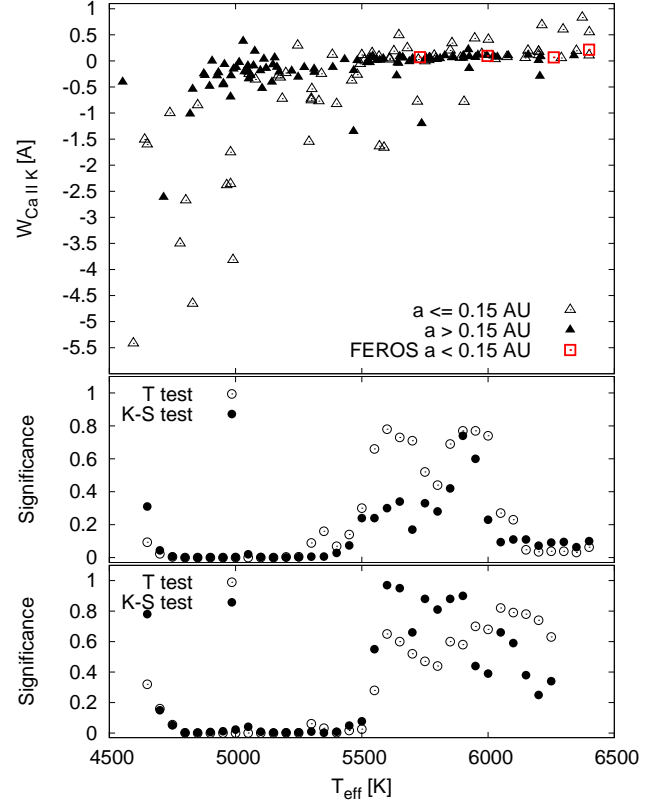 1
0.5
0
-0.5
-1
-1.5
-2
-2.5
-3
-3.5
-4
-4.5
-5
-5.5
W_Ca II K [A]
a <= 0.15 AU
a > 0.15 AU
FEROS a < 0.15 AU
1
0.8
0.6
0.4
0.2
0
Significance
T test
K-S test
1
0.8
0.6
0.4
0.2
0
Significance
T test
K-S test
4500 5000 5500 6000 6500
T_eff [K]